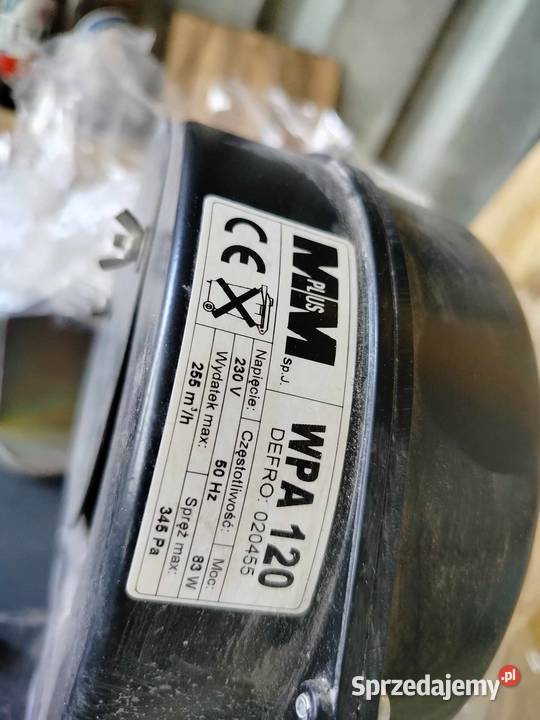 M PLUS M sp.J.
WPA 120
DEFRO: 020455
Napięcie: Częstotliwość: Moc:
230 V 50 Hz 83 W
Wydatek max: Spręż max:
255 m³/h 345 Pa
CE
Sprzedajemy.pl